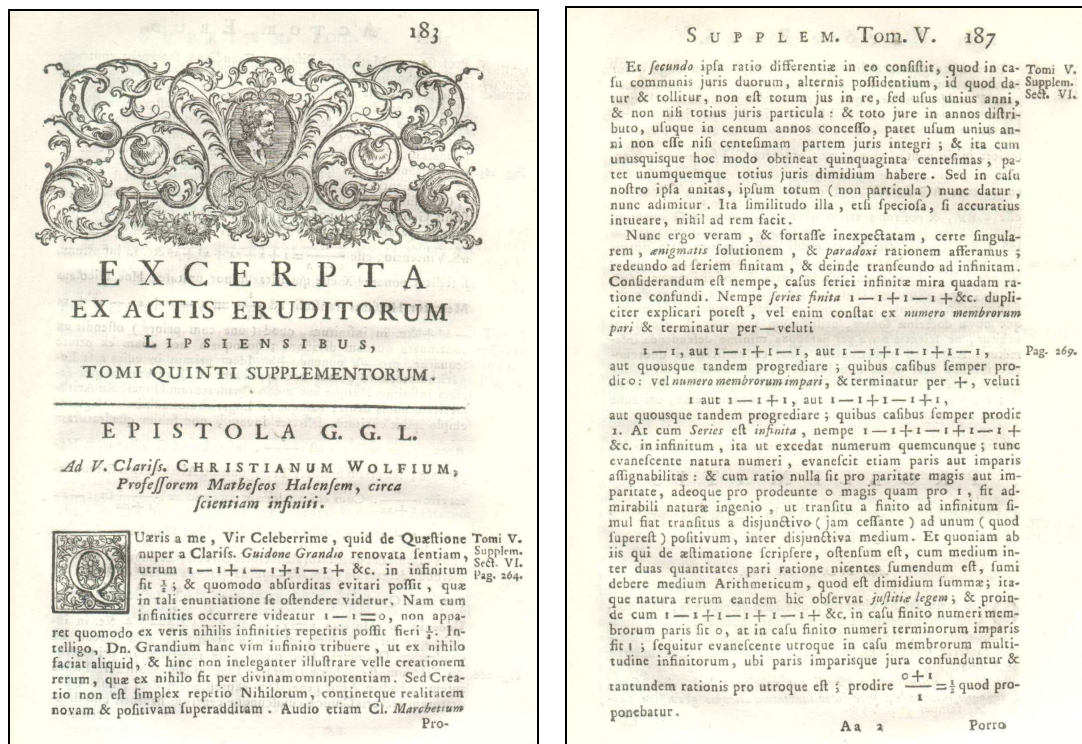 183
EXCERPTA
EX ACTIS ERUDITORUM
LIPSIENSIBUS,
TOMI QUINTI SUPPLEMENTORUM.
EPISTOLA G. G. L.
Ad V. Clariſſ. CHRISTIANUM WOLFIUM,
Profeſſorem Matheſeos Halenſem, circa
ſcientiam infiniti.
QUæris a me, Vir Celeberrime, quid de Quæſtione
nuper a Clariſſ. Guidone Grandio renovata ſentiam,
utrum 1—1+1—1+1—1+ &c. in infinitum
ſit ½; & quomodo abſurditas evitari poſſit, quæ
in tali enuntiatione ſe oſtendere videtur. Nam cum
infinities occurrere videatur 1—1=0, non appa-
ret quomodo ex veris nihilis infinities repetitis poſſit fieri ½. In-
telligo, Dn. Grandium hanc vim infinito tribuere, ut ex nihilo
faciat aliquid, & hinc non ineleganter illuſtrare velle creationem
rerum, quæ ex nihilo fit per divinam omnipotentiam. Sed Crea-
tio non eſt ſimplex repetitio Nihilorum, continetque realitatem
novam & poſitivam ſuperadditam. Audio etiam Cl. Marchettum
Pro-
Tomi V.
Supplem.
Sect. VI.
Pag. 264.
SUPPLEM. Tom. V. 187
Et ſecundo ipſa ratio differentiæ in eo conſiſtit, quod in ca-
ſu communis juris duorum, alternis poſſidentium, id quod da-
tur & tollitur, non eſt totum jus in re, ſed uſus unius anni,
& non niſi totius juris particula: & toto jure in annos diſtri-
buto, uſuque in centum annos conceſſo, patet uſum unius an-
ni non eſſe niſi centeſimam partem juris integri; & ita cum
unusquisque hoc modo obtineat quinquaginta centeſimas, pa-
tet unumquemque totius juris dimidium habere. Sed in caſu
noſtro ipſa unitas, ipſum totum (non particula) nunc datur,
nunc adimitur. Ita ſimilitudo illa, etſi ſpecioſa, ſi accuratius
intueare, nihil ad rem facit.
Tomi V.
Supplem.
Sect. VI.
Nunc ergo veram, & fortaſſe inexpectatam, certe ſingula-
rem, ænigmatis ſolutionem, & paradoxi rationem afferamus;
redeundo ad ſeriem finitam, & deinde tranſeundo ad infinitam.
Conſiderandum eſt nempe, caſus ſeriei infinitæ mira quadam ra-
tione confundi. Nempe ſeries finita 1—1+1—1+&c. dupli-
citer explicari poteſt, vel enim conſtat ex numero membrorum
pari & terminatur per — veluti
1—1, aut 1—1+1—1, aut 1—1+1—1+1—1,
Pag. 269.
aut quousque tandem progrediare; quibus caſibus ſemper pro-
dit 0: vel numero membrorum impari, & terminatur per +, veluti
1 aut 1—1+1, aut 1—1+1—1+1,
aut quousque tandem progrediare; quibus caſibus ſemper prodit
1. At cum Series eſt infinita, nempe 1—1+1—1+1—1+
&c. in infinitum, ita ut excedat numerum quemcunque; tunc
evaneſcente natura numeri, evaneſcit etiam paris aut imparis
aſſignabilitas: & cum ratio nulla ſit pro paritate magis aut im-
paritate, adeoque pro prodeunte 0 magis quam pro 1, fit ad-
mirabili naturæ ingenio, ut tranſitu a finito ad infinitum ſi-
mul fiat tranſitus a disjunctivo (jam ceſſante) ad unum (quod
ſupereſt) poſitivum, inter disjunctiva medium. Et quoniam ab
iis qui de æſtimatione ſcripſere, oſtenſum eſt, cum medium in-
ter duas quantitates pari ratione nitentes ſumendum eſt, ſumi
debere medium Arithmeticum, quod eſt dimidium ſummæ; ita-
que natura rerum eandem hic obſervat juſtitiæ legem; & proin-
de cum 1—1+1—1+1—1+ &c. in caſu finito numeri mem-
brorum paris ſit 0, at in caſu finito numeri terminorum imparis
ſit 1; ſequitur evaneſcente utroque in caſu membrorum multi-
tudine infinitorum, ubi paris imparisque jura confunduntur &
tantundem rationis pro utroque eſt; prodire (0+1)/1 = ½ quod pro-
ponebatur.
Aa 2 Porro